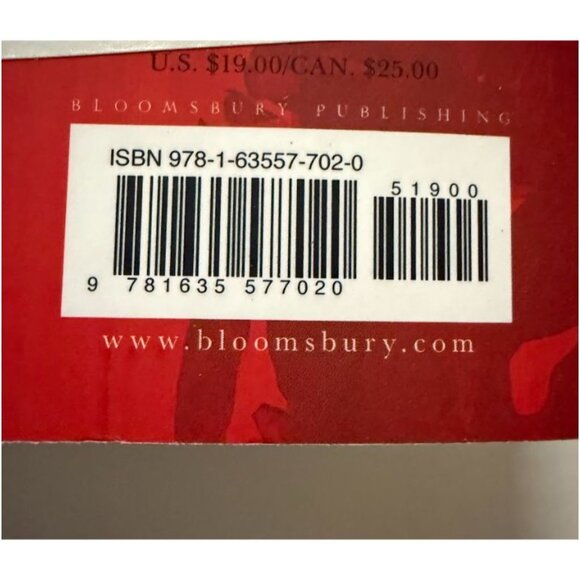 U.S. $19.00/CAN. $25.00
BLOOMSBURY PUBLISHING
ISBN 978-1-63557-702-0
51900
9 781635 577020
www.bloomsbury.com